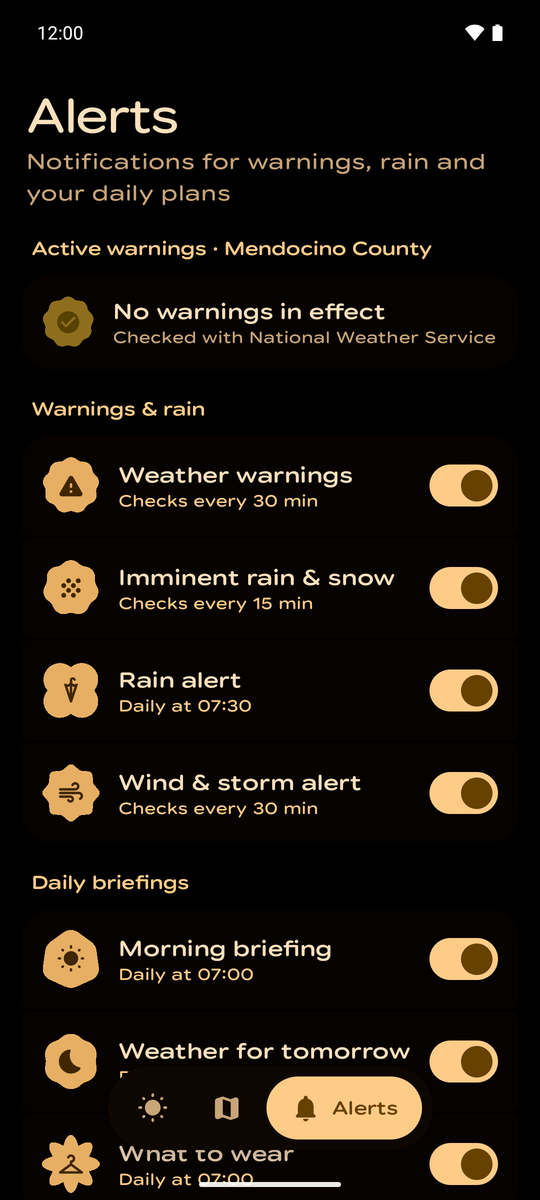 12:00
Alerts
Notifications for warnings, rain and
your daily plans
Active warnings · Mendocino County
No warnings in effect
Checked with National Weather Service
Warnings & rain
Weather warnings
Checks every 30 min
Imminent rain & snow
Checks every 15 min
Rain alert
Daily at 07:30
Wind & storm alert
Checks every 30 min
Daily briefings
Morning briefing
Daily at 07:00
Weather for tomorrow
Alerts
What to wear
Daily at 07:00